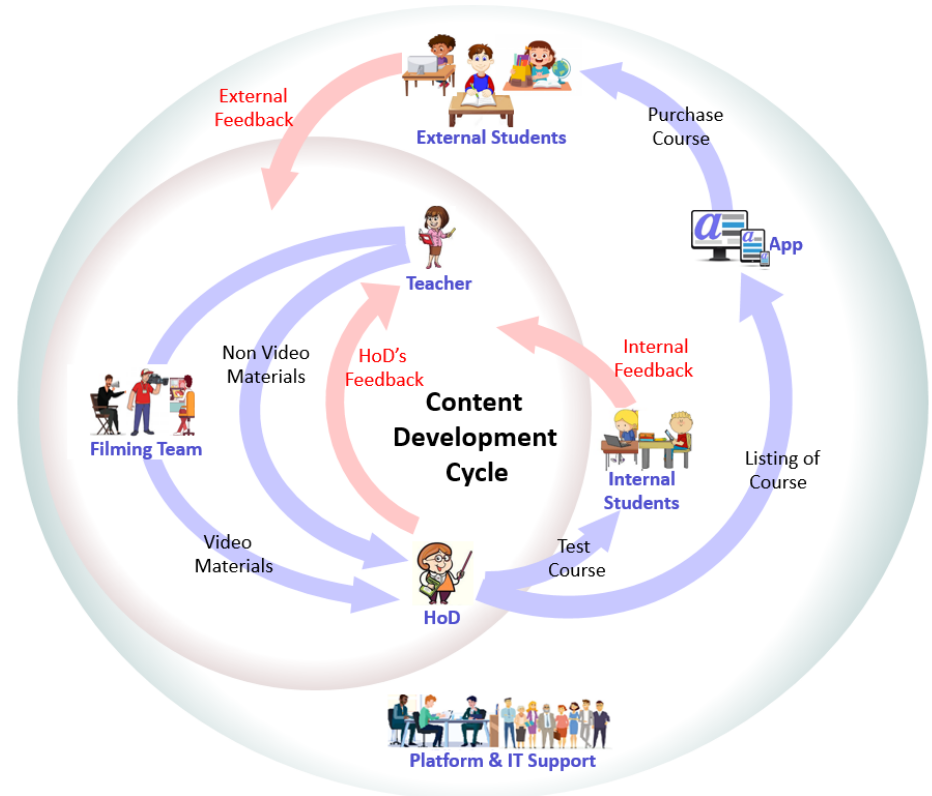 External
Feedback
External Students
Purchase
Course
a
a
a
App
Teacher
Non Video
Materials
HoD's
Feedback
Internal
Feedback
Content
Development
Cycle
Filming Team
Internal
Students
Listing of
Course
Video
Materials
Test
Course
HoD
Platform & IT Support